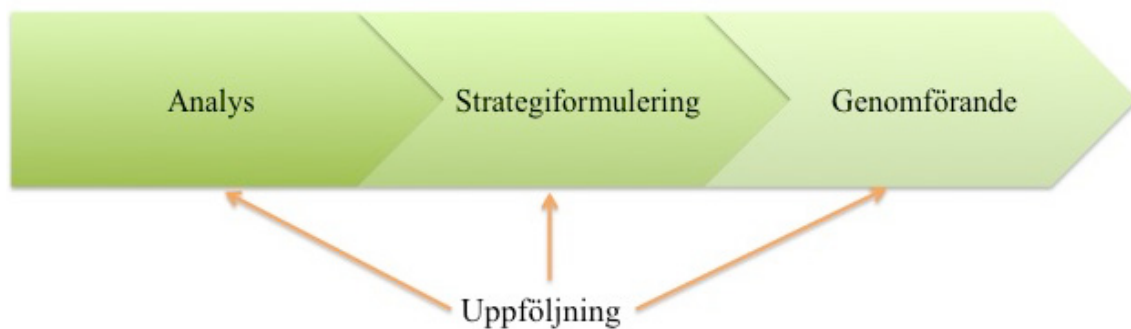 Analys
Strategiformulering
Genomförande
Uppföljning